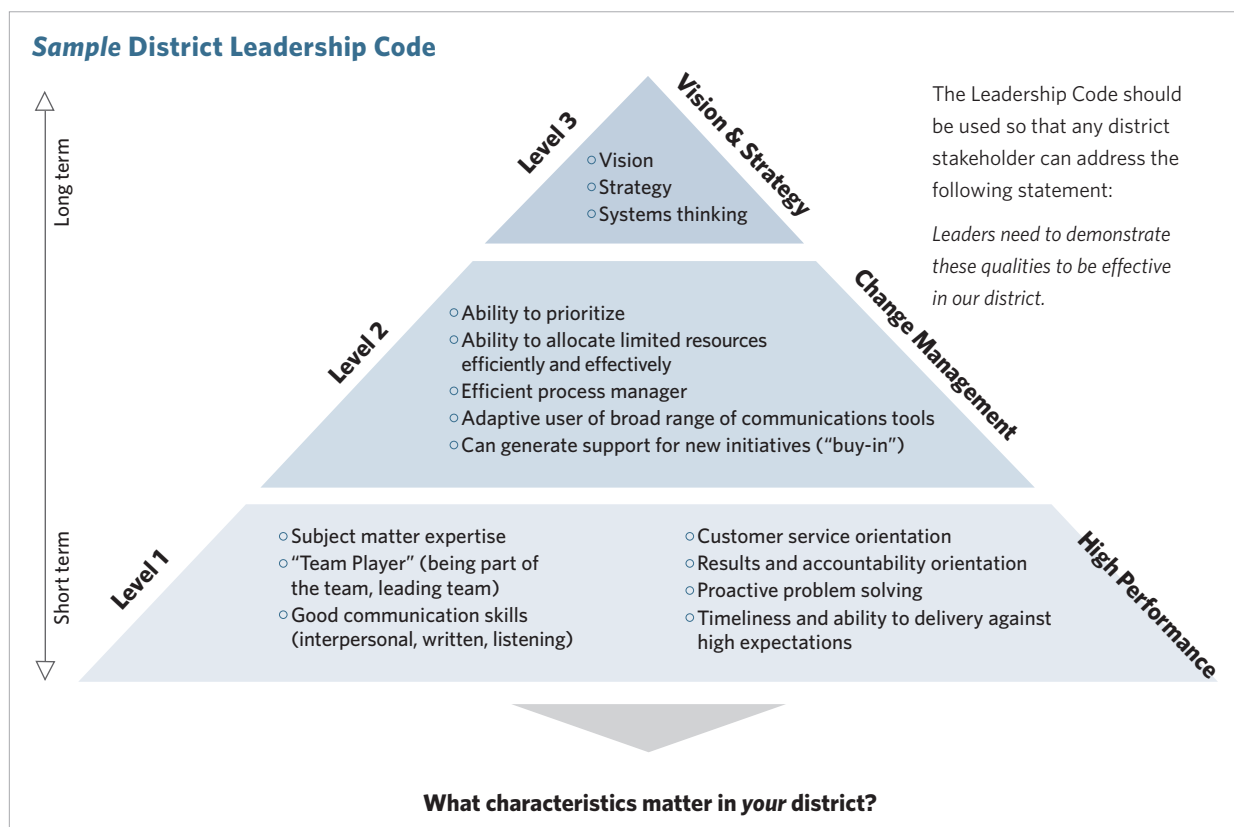 Sample District Leadership Code
Long term
Short term
Level 3
Vision & Strategy
Vision
Strategy
Systems thinking
The Leadership Code should
be used so that any district
stakeholder can address the
following statement:
Leaders need to demonstrate
these qualities to be effective
in our district.
Level 2
Change Management
Ability to prioritize
Ability to allocate limited resources
efficiently and effectively
Efficient process manager
Adaptive user of broad range of communications tools
Can generate support for new initiatives (“buy-in”)
Level 1
High Performance
Subject matter expertise
“Team Player” (being part of
the team, leading team)
Good communication skills
(interpersonal, written, listening)
Customer service orientation
Results and accountability orientation
Proactive problem solving
Timeliness and ability to delivery against
high expectations
What characteristics matter in your district?